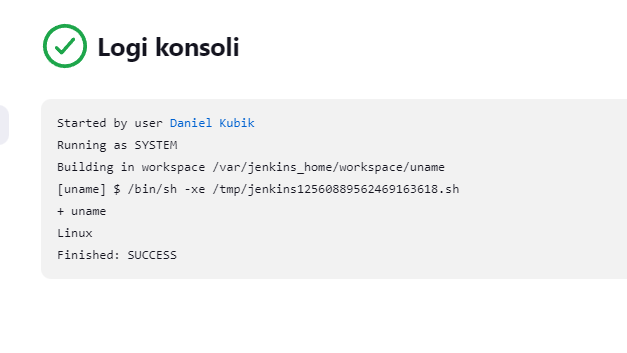 Logi konsoli
Started by user Daniel Kubik
Running as SYSTEM
Building in workspace /var/jenkins_home/workspace/uname
[uname] $ /bin/sh -xe /tmp/jenkins12560889562469163618.sh
+ uname
Linux
Finished: SUCCESS